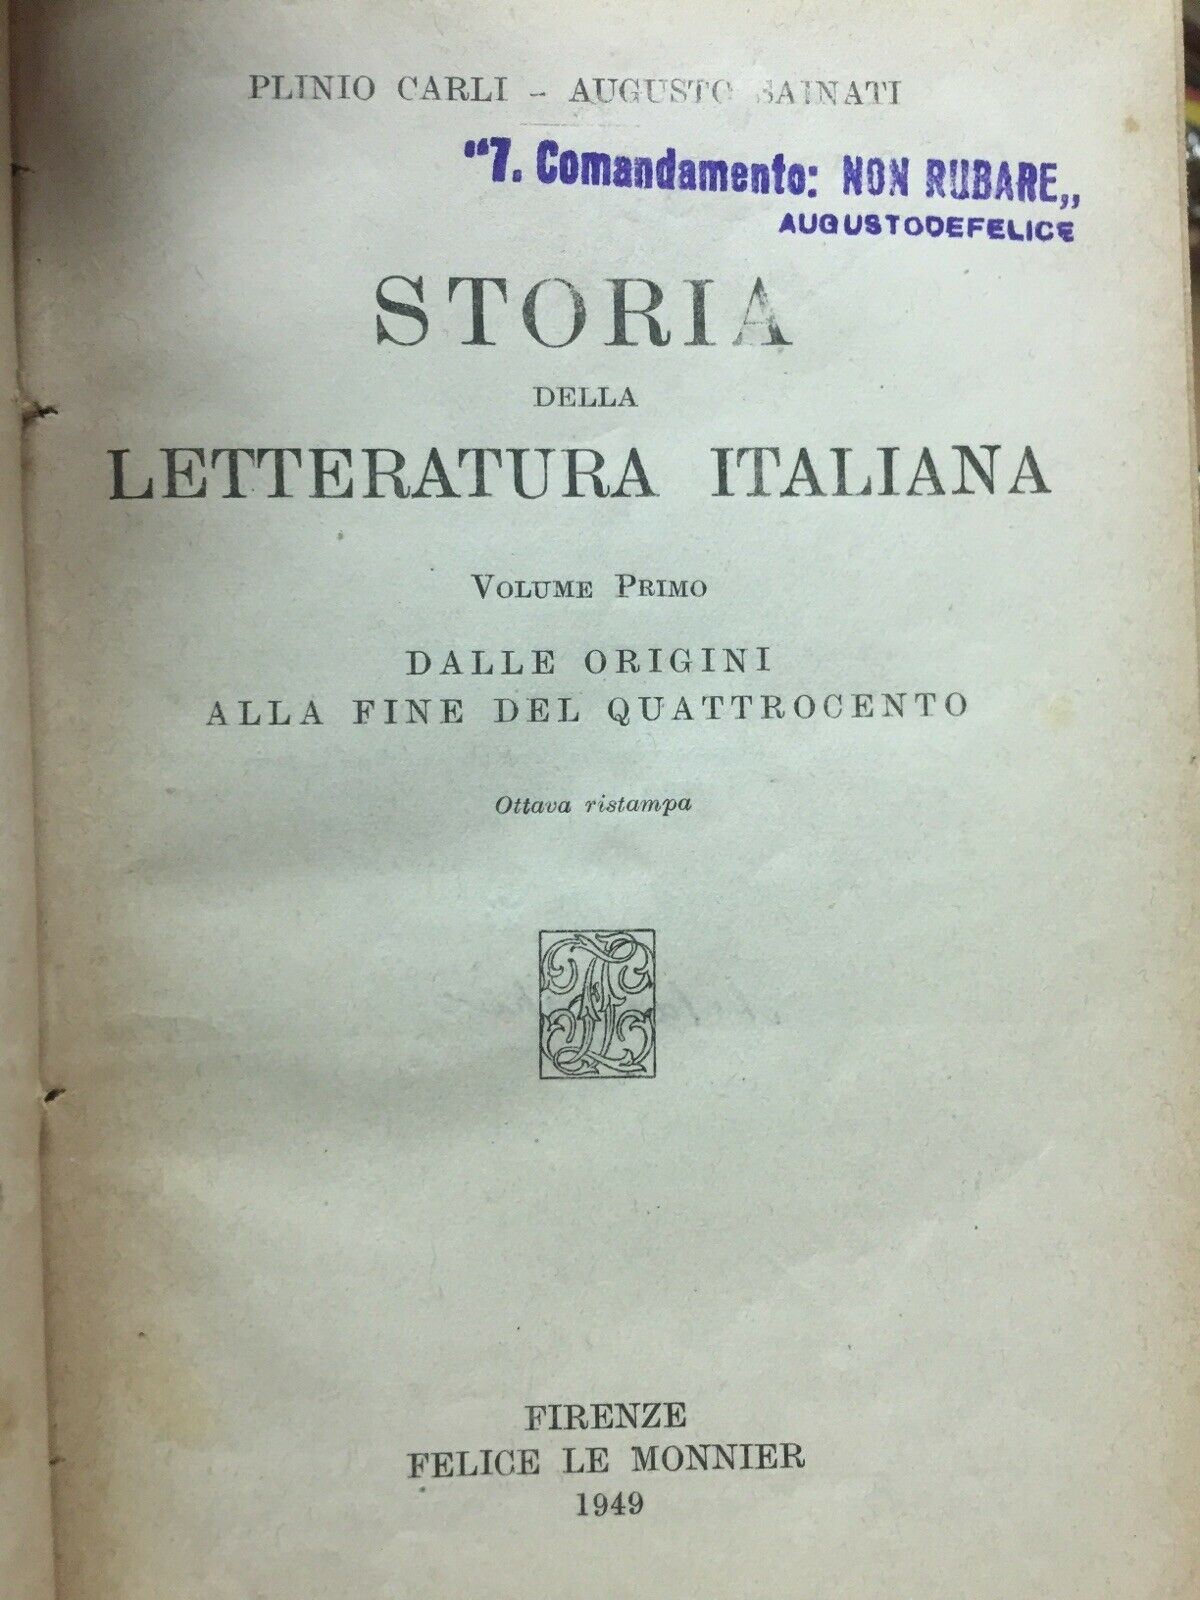 PLINIO CARLI - AUGUSTO SAINATI
"7. Comandamento: NON RUBARE„
AUGUSTODEFELICE
STORIA
DELLA
LETTERATURA ITALIANA
VOLUME PRIMO
DALLE ORIGINI
ALLA FINE DEL QUATTROCENTO
Ottava ristampa
FIRENZE
FELICE LE MONNIER
1949